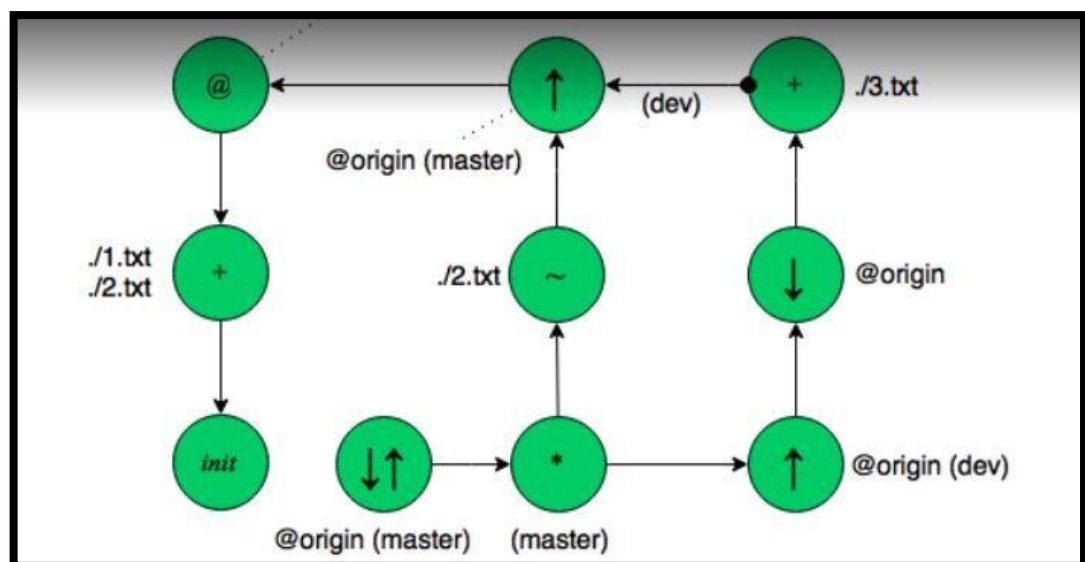 @
↑
+
./3.txt
(dev)
@origin (master)
./1.txt
./2.txt
+
./2.txt
~
↓
@origin
init
↓↑
*
↑
@origin (dev)
@origin (master)
(master)